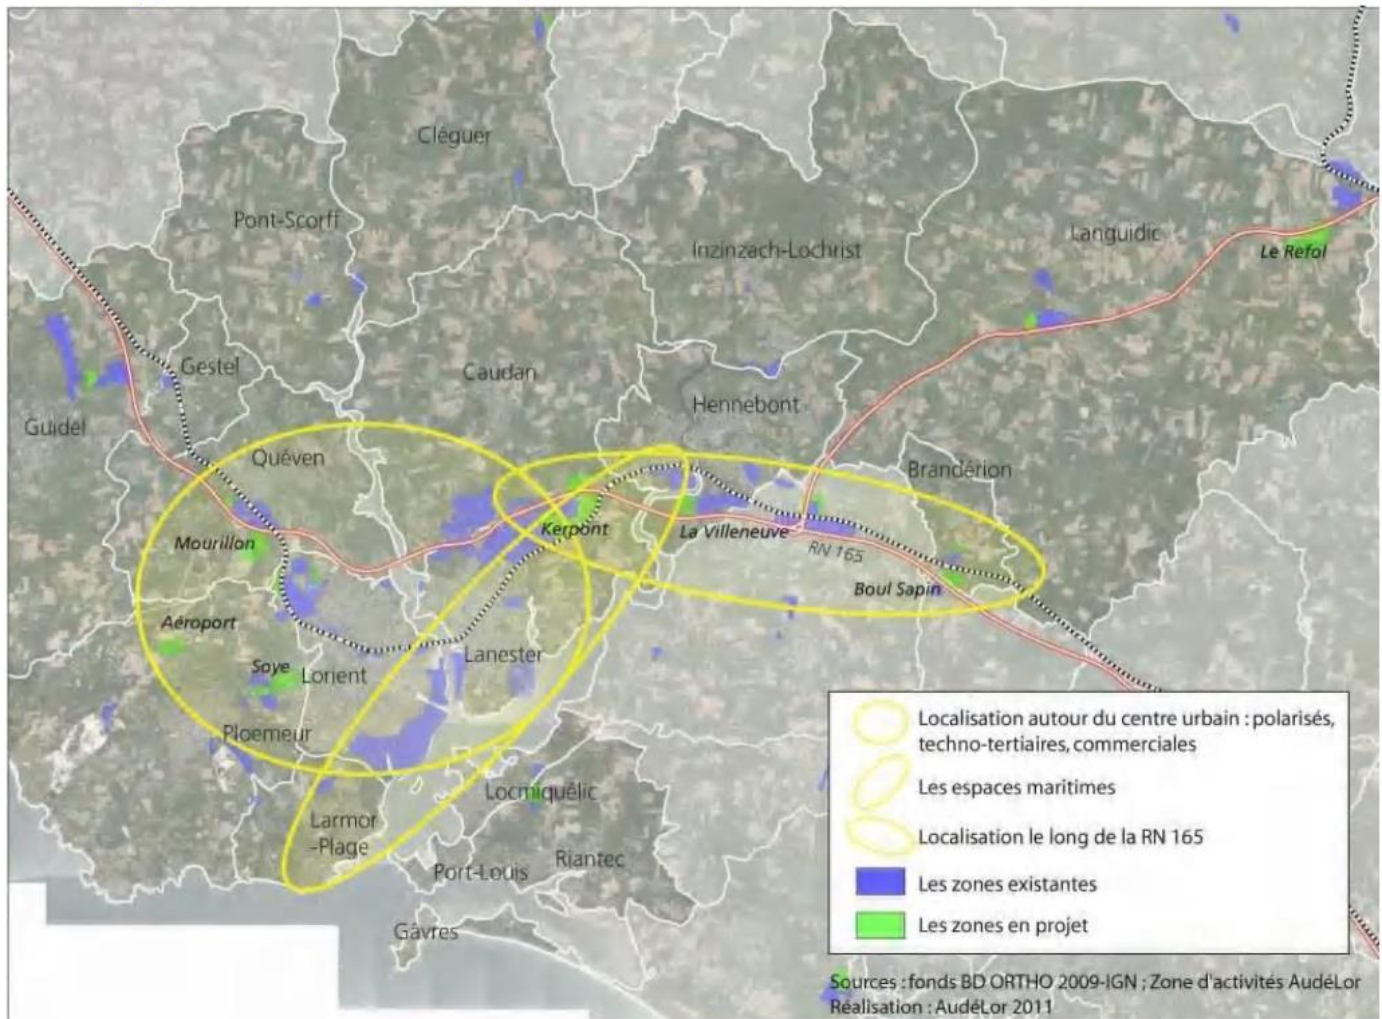 Cléguer
Pont-Scorff
Inzinzach-Lochrist
Languidic
Le Refol
Gestel
Caudan
Hennebont
Guidel
Quéven
Brandérion
Mourillon
Kerpont
La Villeneuve
RN 165
Boul Sapin
Aéroport
Soye
Lorient
Lanester
Ploemeur
Larmor
-Plage
Locmiquélic
Port-Louis
Riantec
Gâvres
Localisation autour du centre urbain : polarisés,
techno-tertiaires, commerciales
Les espaces maritimes
Localisation le long de la RN 165
Les zones existantes
Les zones en projet
Sources : fonds BD ORTHO 2009-IGN ; Zone d'activités AudéLor
Réalisation : AudéLor 2011